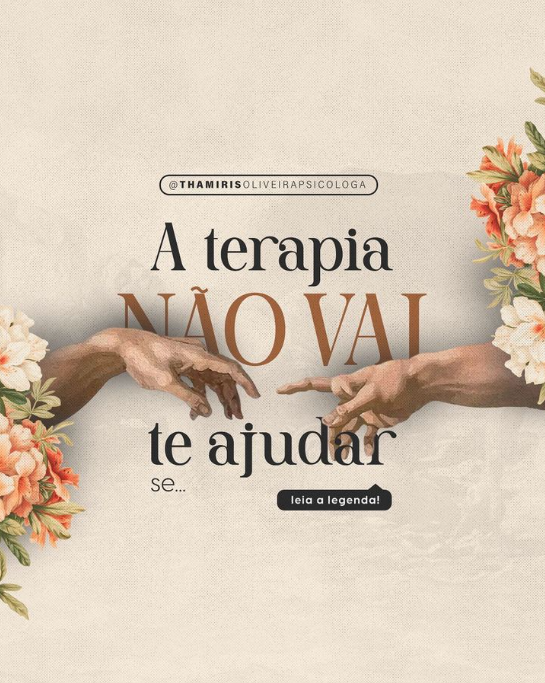 @THAMIRISOLIVEIRAPSICOLOGA
A terapia
NÃO VAI
te ajudar
se...
leia a legenda!